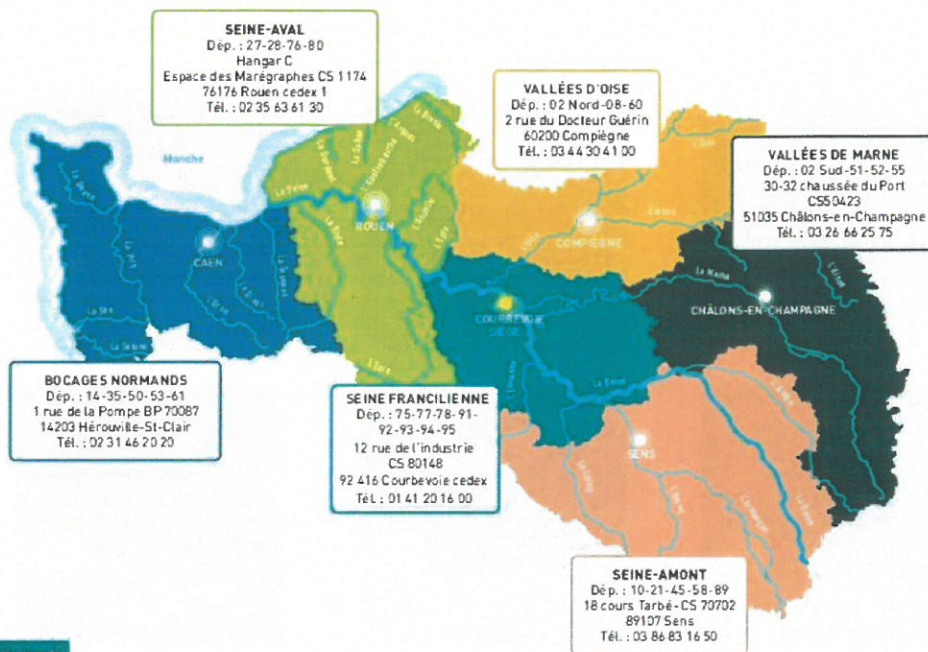 SEINE-AVAL
Dép. : 27-28-76-80
Hangar C
Espace des Marégraphes CS 1174
76176 Rouen cedex 1
Tél. : 02 35 63 61 30
VALLÉES D'OISE
Dép. : 02 Nord-08-60
2 rue du Docteur Guérin
60200 Compiègne
Tél. : 03 44 30 41 00
VALLÉES DE MARNE
Dép. : 02 Sud-51-52-55
30-32 chaussée du Port
CS50423
51035 Châlons-en-Champagne
Tél. : 03 26 66 25 75
Manche
La Seine
ROUEN
CAEN
COMPIÈGNE
La Marne
COURBEVOIE
SIÈGE
CHÂLONS-EN-CHAMPAGNE
L'Eure
La Seine
SENS
La Seine
BOCAGES NORMANDS
Dép. : 14-35-50-53-61
1 rue de la Pompe BP 70087
14203 Hérouville-St-Clair
Tél. : 02 31 46 20 20
SEINE FRANCILIENNE
Dép. : 75-77-78-91-
92-93-94-95
12 rue de l'industrie
CS 80148
92 416 Courbevoie cedex
Tél. : 01 41 20 16 00
SEINE-AMONT
Dép. : 10-21-45-58-89
18 cours Tarbé-CS 70702
89107 Sens
Tél. : 03 86 83 16 50